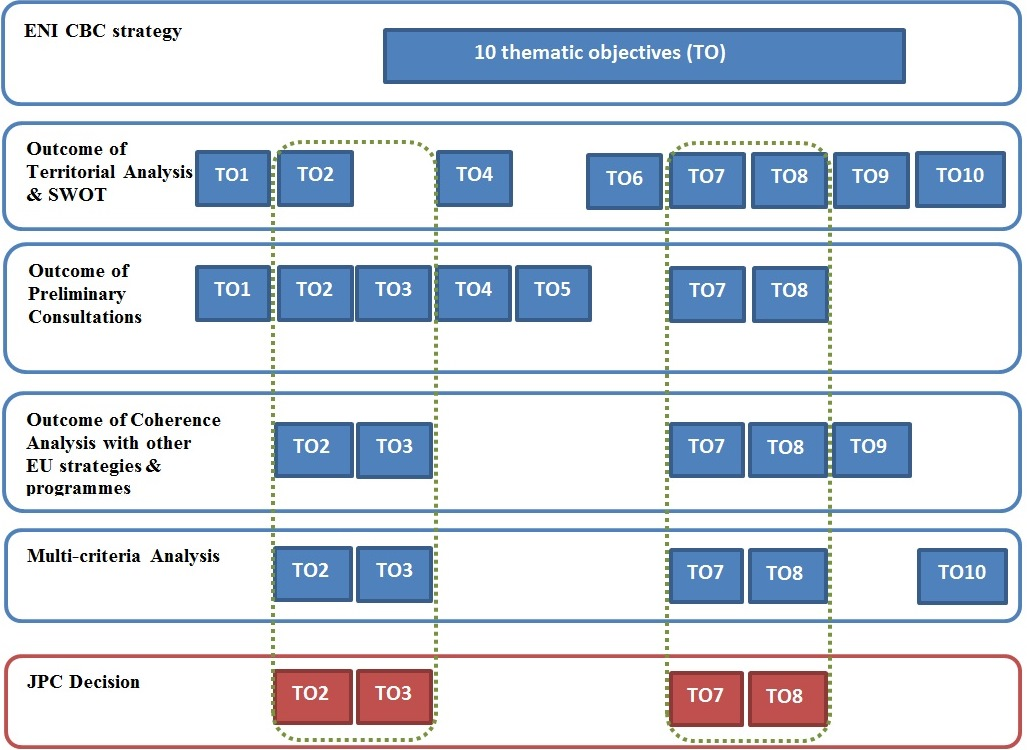 ENI CBC strategy
10 thematic objectives (TO)
Outcome of
Territorial Analysis
& SWOT
TO1 TO2 TO4 TO6 TO7 TO8 TO9 TO10
Outcome of
Preliminary
Consultations
TO1 TO2 TO3 TO4 TO5 TO7 TO8
Outcome of Coherence
Analysis with other
EU strategies &
programmes
TO2 TO3 TO7 TO8 TO9
Multi-criteria Analysis
TO2 TO3 TO7 TO8 TO10
JPC Decision
TO2 TO3 TO7 TO8